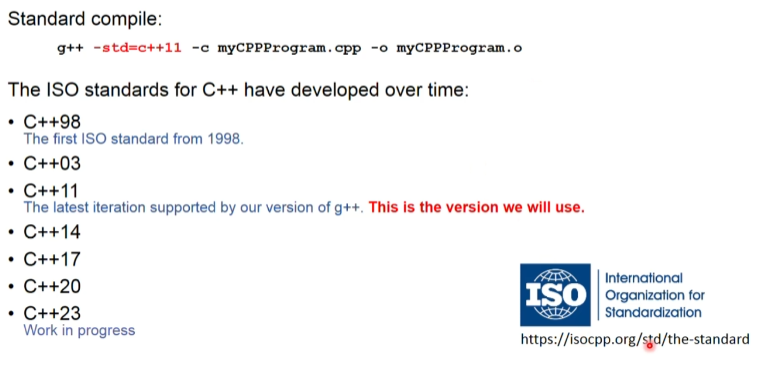 Standard compile:
g++ -std=c++11 -c myCPPProgram.cpp -o myCPPProgram.o
The ISO standards for C++ have developed over time:
• C++98
The first ISO standard from 1998.
• C++03
• C++11
The latest iteration supported by our version of g++. This is the version we will use.
• C++14
• C++17
• C++20
• C++23
Work in progress
ISO
International
Organization for
Standardization
https://isocpp.org/std/the-standard